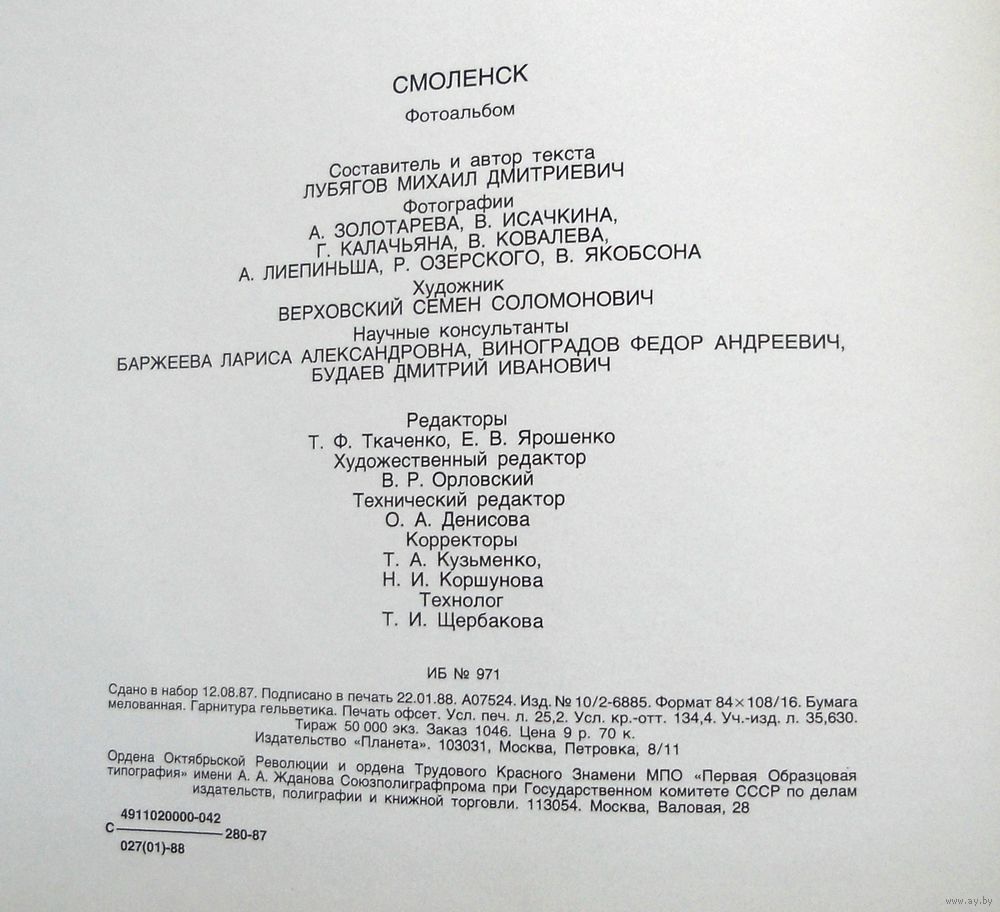 СМОЛЕНСК
Фотоальбом
Составитель и автор текста
ЛУБЯГОВ МИХАИЛ ДМИТРИЕВИЧ
Фотографии
А. ЗОЛОТАРЕВА, В. ИСАЧКИНА,
Г. КАЛАЧЬЯНА, В. КОВАЛЕВА,
А. ЛИЕПИНЬША, Р. ОЗЕРСКОГО, В. ЯКОБСОНА
Художник
ВЕРХОВСКИЙ СЕМЕН СОЛОМОНОВИЧ
Научные консультанты
БАРЖЕЕВА ЛАРИСА АЛЕКСАНДРОВНА, ВИНОГРАДОВ ФЕДОР АНДРЕЕВИЧ,
БУДАЕВ ДМИТРИЙ ИВАНОВИЧ
Редакторы
Т. Ф. Ткаченко, Е. В. Ярошенко
Художественный редактор
В. Р. Орловский
Технический редактор
О. А. Денисова
Корректоры
Т. А. Кузьменко,
Н. И. Коршунова
Технолог
Т. И. Щербакова
ИБ № 971
Сдано в набор 12.08.87. Подписано в печать 22.01.88. А07524. Изд. № 10/2-6885. Формат 84×108/16. Бумага
мелованная. Гарнитура гельветика. Печать офсет. Усл. печ. л. 25,2. Усл. кр.-отт. 134,4. Уч.-изд. л. 35,630.
Тираж 50 000 экз. Заказ 1046. Цена 9 р. 70 к.
Издательство «Планета». 103031, Москва, Петровка, 8/11
Ордена Октябрьской Революции и ордена Трудового Красного Знамени МПО «Первая Образцовая
типография» имени А. А. Жданова Союзполиграфпрома при Государственном комитете СССР по делам
издательств, полиграфии и книжной торговли. 113054. Москва, Валовая, 28
4911020000-042
С 280-87
027(01)-88
www.ay.by